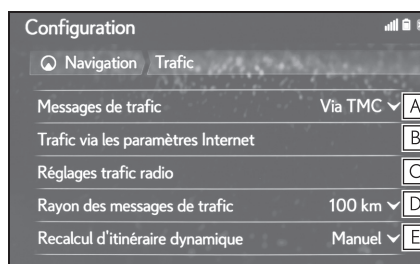 Configuration
Navigation Trafic
Messages de trafic Via TMC A
Trafic via les paramètres Internet B
Réglages trafic radio C
Rayon des messages de trafic 100 km D
Recalcul d'itinéraire dynamique Manuel E